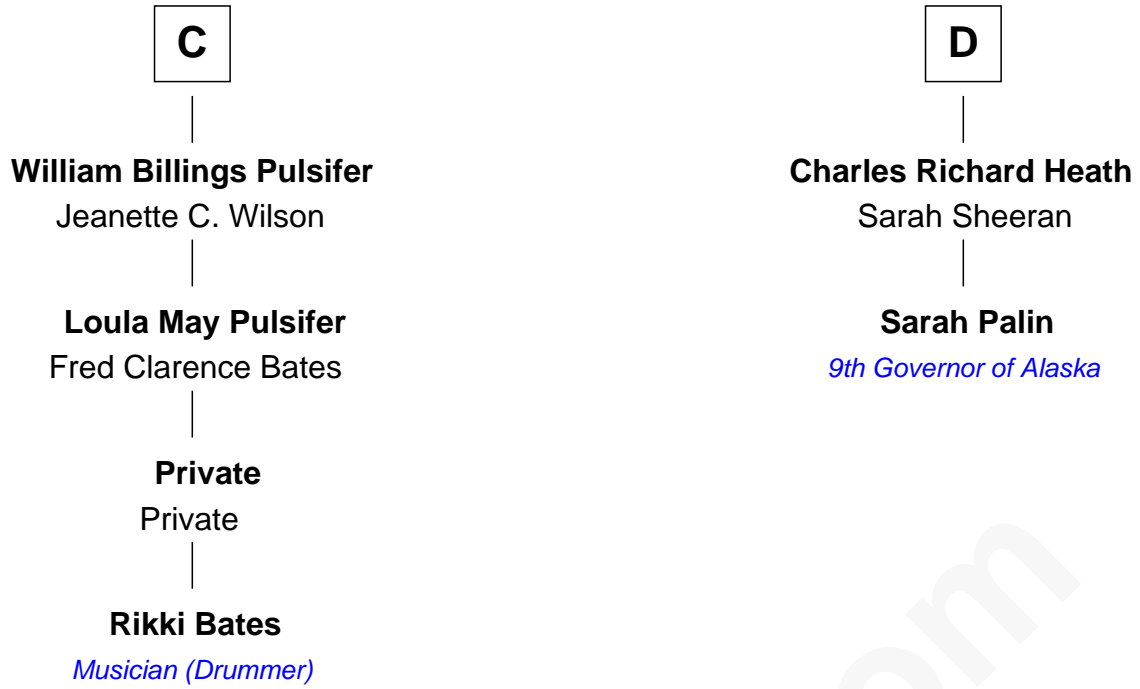 C
William Billings Pulsifer
Jeanette C. Wilson
Loula May Pulsifer
Fred Clarence Bates
Private
Private
Rikki Bates
Musician (Drummer)
D
Charles Richard Heath
Sarah Sheeran
Sarah Palin
9th Governor of Alaska
om